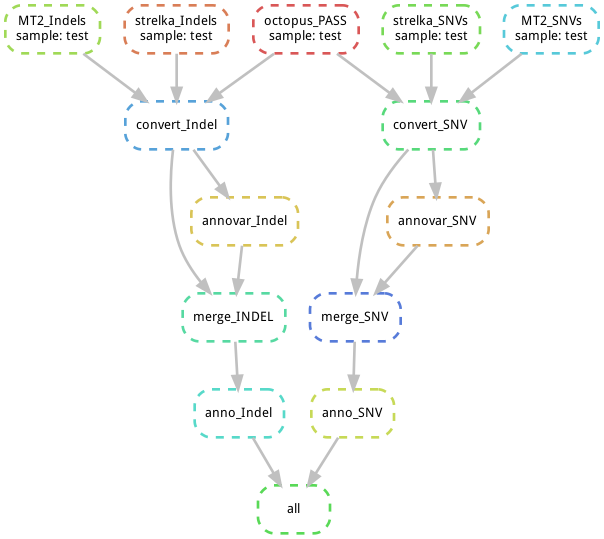 MT2_Indels
sample: test
strelka_Indels
sample: test
octopus_PASS
sample: test
strelka_SNVs
sample: test
MT2_SNVs
sample: test
convert_Indel
convert_SNV
annovar_Indel
annovar_SNV
merge_INDEL
merge_SNV
anno_Indel
anno_SNV
all